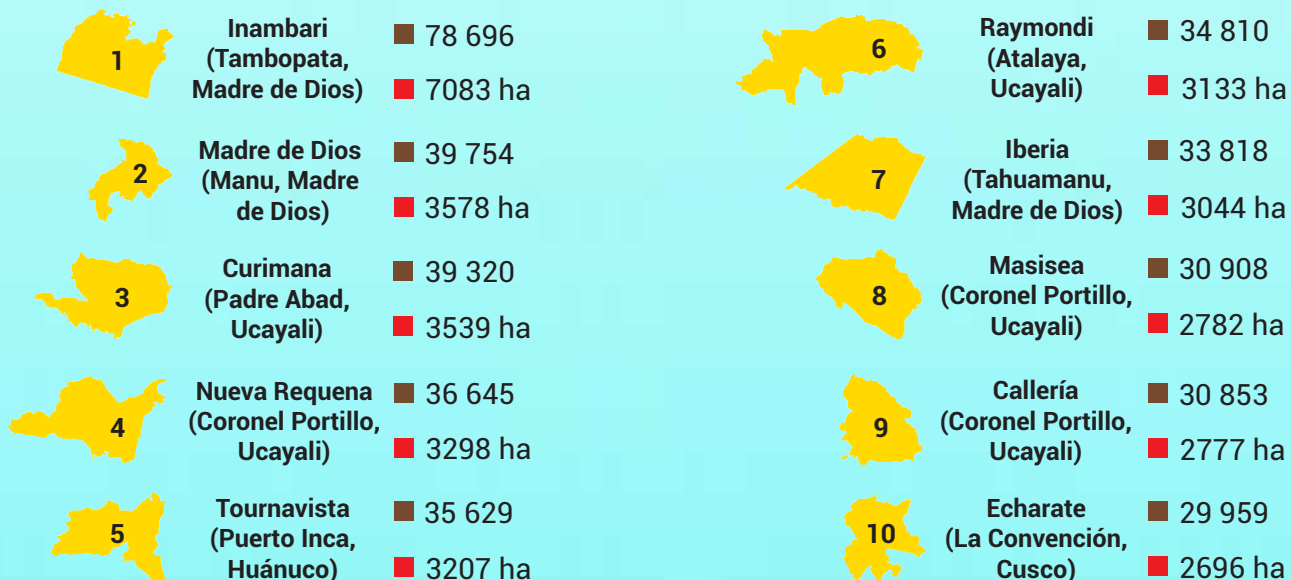 1
Inambari
(Tambopata,
Madre de Dios)
78 696
7083 ha
2
Madre de Dios
(Manu, Madre
de Dios)
39 754
3578 ha
3
Curimana
(Padre Abad,
Ucayali)
39 320
3539 ha
4
Nueva Requena
(Coronel Portillo,
Ucayali)
36 645
3298 ha
5
Tournavista
(Puerto Inca,
Huánuco)
35 629
3207 ha
6
Raymondi
(Atalaya,
Ucayali)
34 810
3133 ha
7
Iberia
(Tahuamanu,
Madre de Dios)
33 818
3044 ha
8
Masisea
(Coronel Portillo,
Ucayali)
30 908
2782 ha
9
Callería
(Coronel Portillo,
Ucayali)
30 853
2777 ha
10
Echarate
(La Convención,
Cusco)
29 959
2696 ha